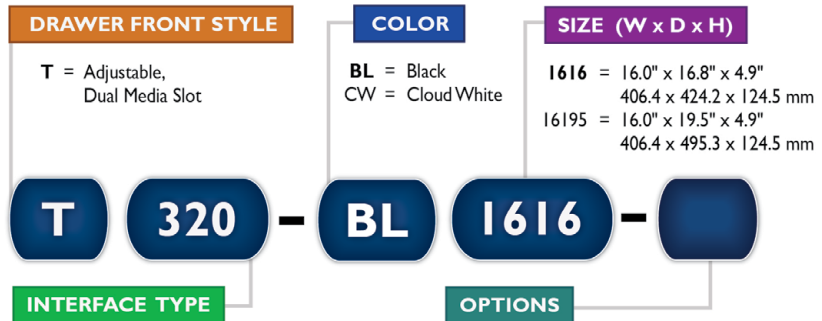 DRAWER FRONT STYLE
COLOR
SIZE (W x D x H)
T = Adjustable,
Dual Media Slot
BL = Black
CW = Cloud White
1616 = 16.0" x 16.8" x 4.9"
406.4 x 424.2 x 124.5 mm
16195 = 16.0" x 19.5" x 4.9"
406.4 x 495.3 x 124.5 mm
T 320 - BL 1616 -
INTERFACE TYPE
OPTIONS